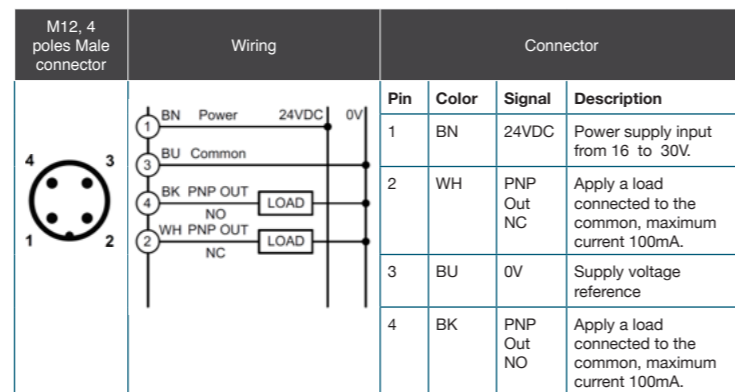 M12, 4
poles Male
connector
Wiring
Connector
4 3
1 2
1 BN Power 24VDC 0V
3 BU Common
4 BK PNP OUT LOAD
NO
2 WH PNP OUT LOAD
NC
Pin Color Signal Description
1 BN 24VDC Power supply input
from 16 to 30V.
2 WH PNP Apply a load
Out connected to the
NC common, maximum
current 100mA.
3 BU 0V Supply voltage
reference
4 BK PNP Apply a load
Out connected to the
NO common, maximum
current 100mA.